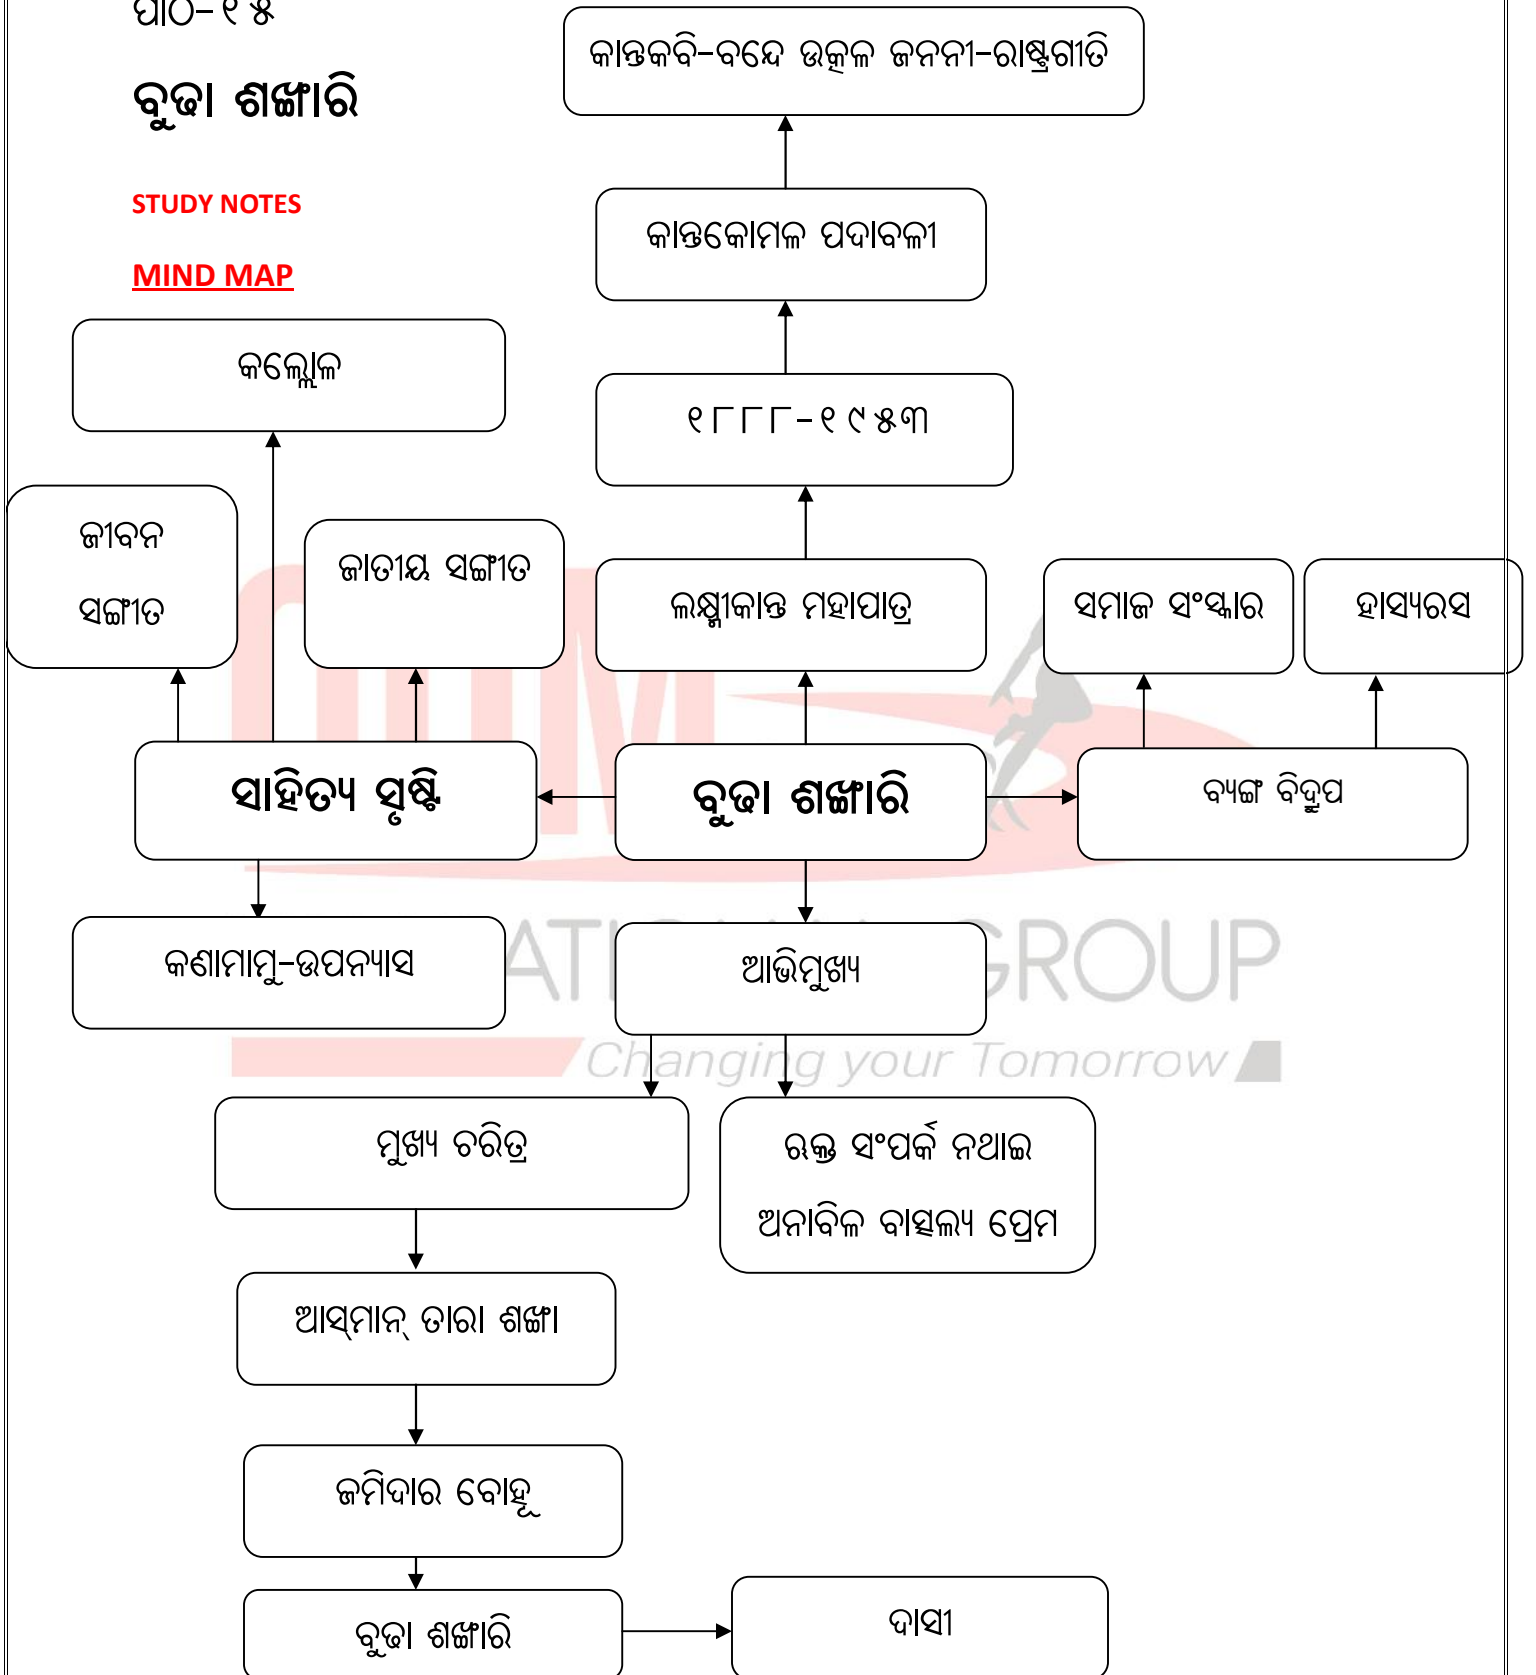 ପାଠ-୧୫
କାନ୍ତକବି-ବନ୍ଦେ ଉତ୍କଳ ଜନନୀ-ରାଷ୍ଟ୍ରଗୀତି
ବୁଢା ଶଙ୍ଖାରି
STUDY NOTES
କାନ୍ତକୋମଳ ପଦାବଳୀ
MIND MAP
କଲ୍ଲୋଳ
୧୮୮୮-୧୯୫୩
ଜୀବନ
ସଙ୍ଗୀତ
ଜାତୀୟ ସଙ୍ଗୀତ
ଲକ୍ଷ୍ମୀକାନ୍ତ ମହାପାତ୍ର
ସମାଜ ସଂସ୍କାର
ହାସ୍ୟରସ
ସାହିତ୍ୟ ସୃଷ୍ଟି
ବୁଢା ଶଙ୍ଖାରି
ବ୍ୟଙ୍ଗ ବିଦ୍ରୁପ
କଣାମାମୁ-ଉପନ୍ୟାସ
ଆଭିମୁଖ୍ୟ
GROUP
Changing your Tomorrow
ମୁଖ୍ୟ ଚରିତ୍ର
ଋକ୍ତ ସଂପର୍କ ନଥାଇ
ଅନାବିଳ ବାତ୍ସଲ୍ୟ ପ୍ରେମ
ଆସ୍‌ମାନ୍ ତାରା ଶଙ୍ଖା
ଜମିଦାର ବୋହୂ
ବୁଢା ଶଙ୍ଖାରି
ଦାସୀ